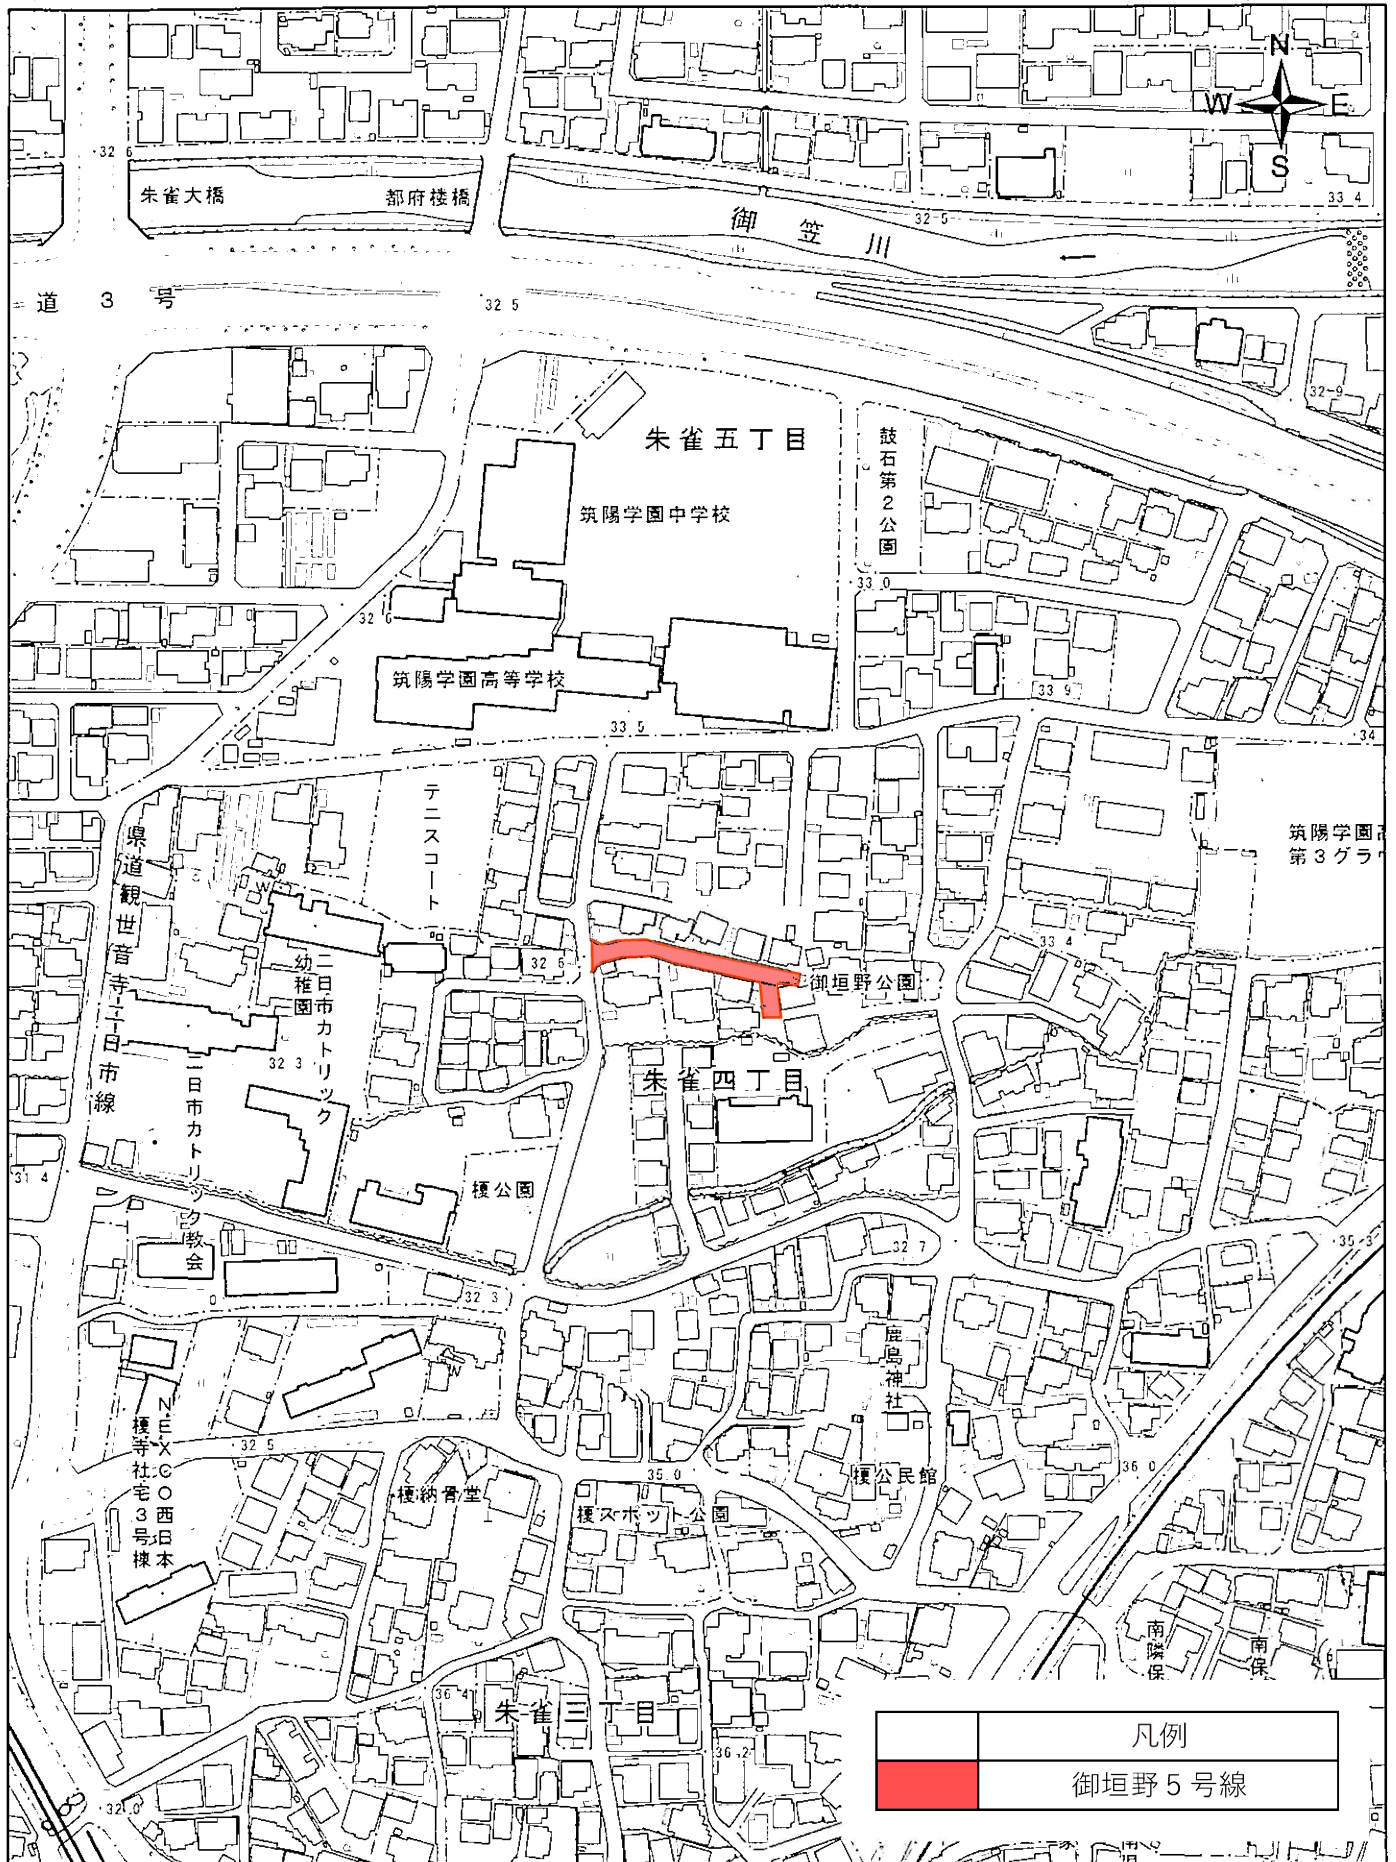 N
W E
S
32.6
朱雀大橋
都府楼橋
御笠川
32.5
33.4
道3号
32.5
32.9
朱雀五丁目
鼓石第2公園
筑陽学園中学校
33.0
32.6
筑陽学園高等学校
33.9
33.5
34
テニスコート
県道観世音寺二日市線
筑陽学園高
第3グラウ
W
二日市カトリック
幼稚園
32.6
33.4
御垣野公園
32.3
朱雀四丁目
二日市カトリック教会
31.4
榎公園
32.7
35.3
32.3
鹿島神社
W
NEXCO西日本
榎寺社宅3号棟
32.5
35.0
榎公民館
36.0
榎納骨堂
榎スポット公園
南隣保
南保
36.4
朱雀三丁目
36.2
32.0
凡例
御垣野5号線